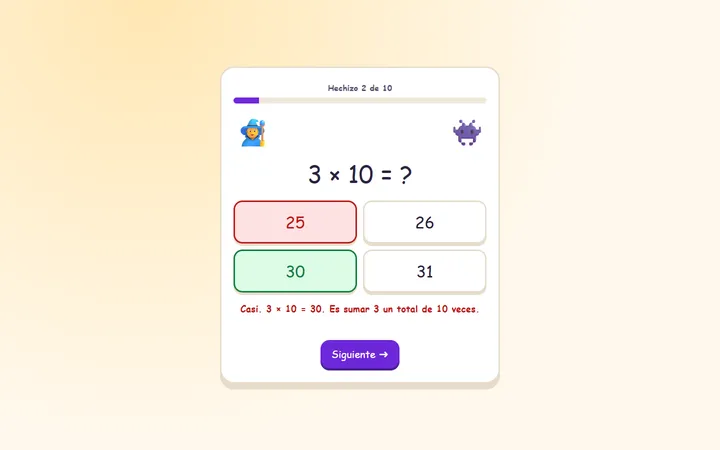 Hechizo 2 de 10
3 × 10 = ?
25
26
30
31
Casi. 3 × 10 = 30. Es sumar 3 un total de 10 veces.
Siguiente →